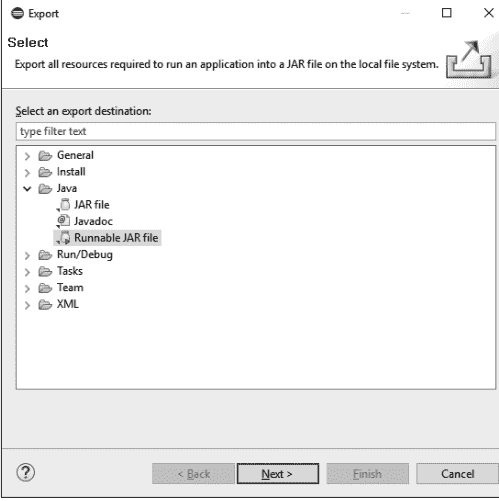 Export
Select
Export all resources required to run an application into a JAR file on the local file system.
Select an export destination:
type filter text
General
Install
Java
JAR file
Javadoc
Runnable JAR file
Run/Debug
Tasks
Team
XML
?
< Back
Next >
Finish
Cancel